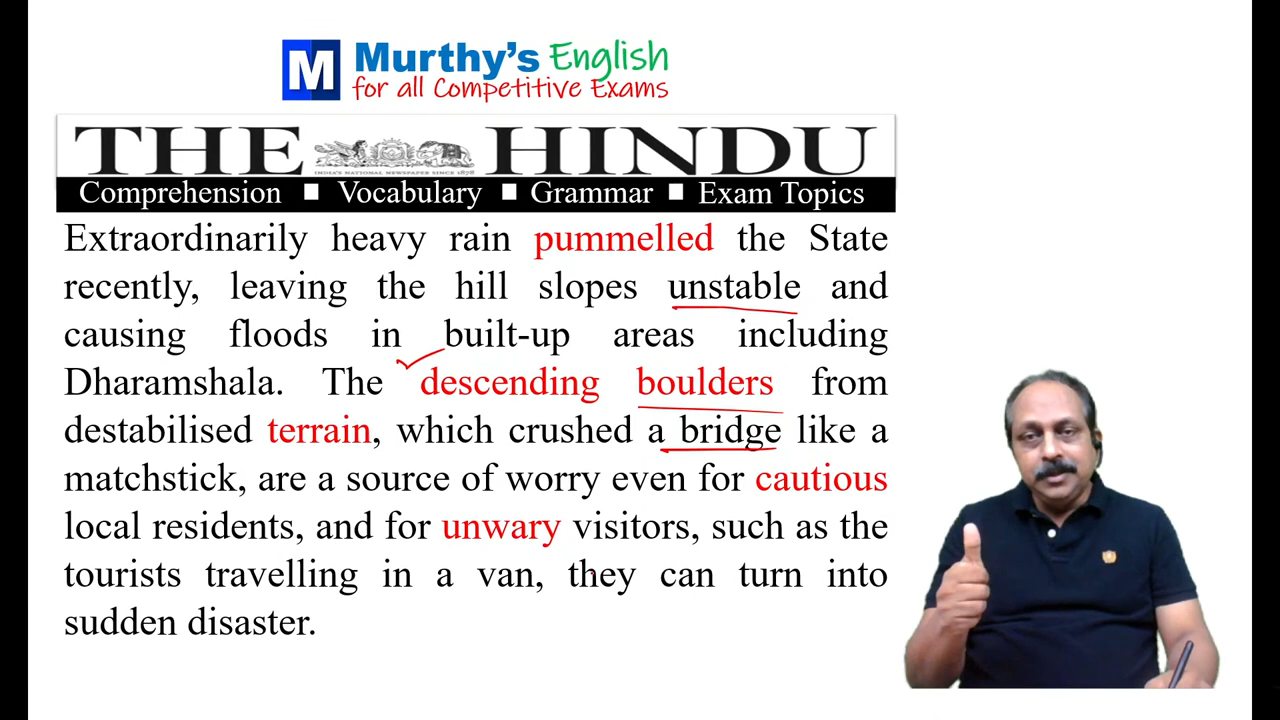 M Murthy's English
for all Competitive Exams
THE HINDU
INDIA'S NATIONAL NEWSPAPER SINCE 1878
Comprehension ■ Vocabulary ■ Grammar ■ Exam Topics
Extraordinarily heavy rain pummelled the State
recently, leaving the hill slopes unstable and
causing floods in built-up areas including
Dharamshala. The descending boulders from
destabilised terrain, which crushed a bridge like a
matchstick, are a source of worry even for cautious
local residents, and for unwary visitors, such as the
tourists travelling in a van, they can turn into
sudden disaster.